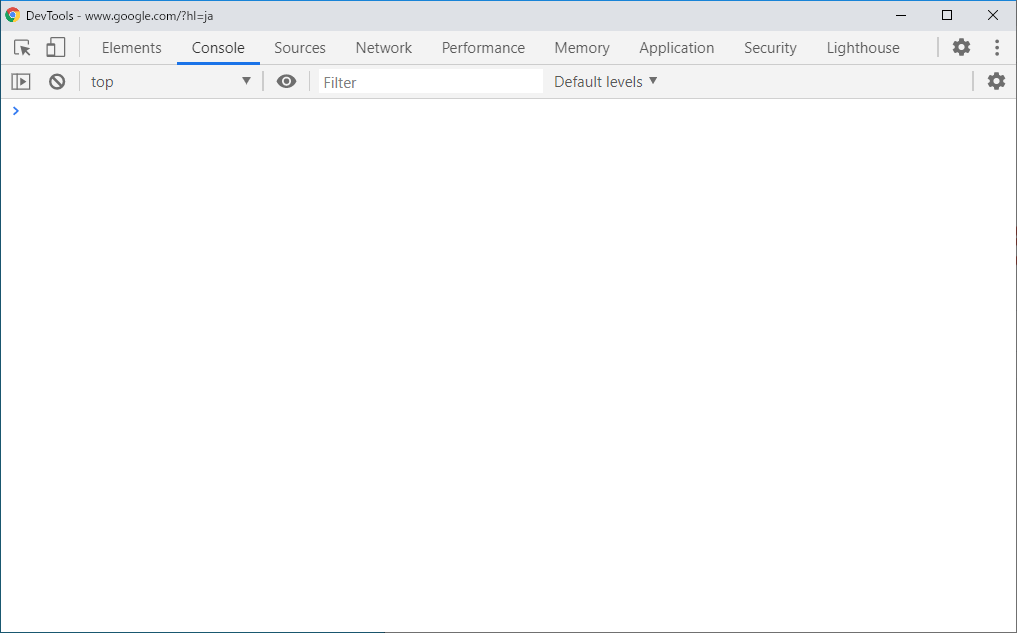 DevTools - www.google.com/?hl=ja
Elements Console Sources Network Performance Memory Application Security Lighthouse
top Filter Default levels